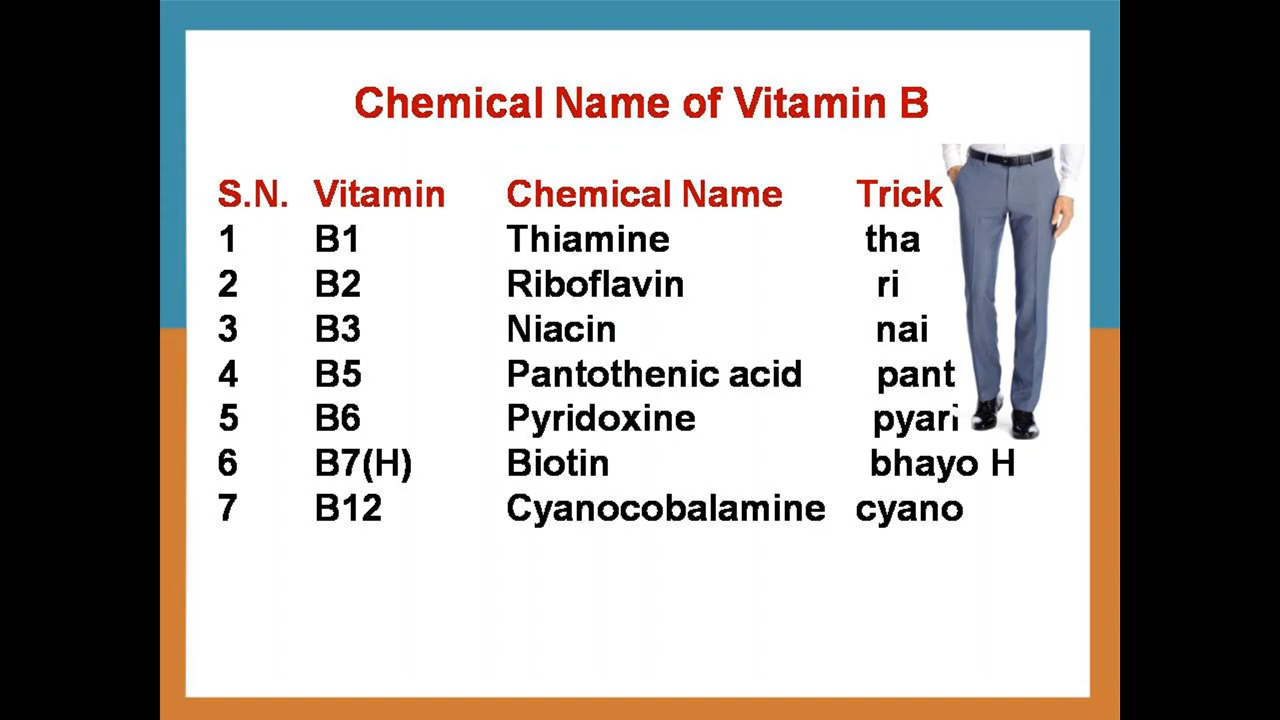 Chemical Name of Vitamin B
S.N. Vitamin Chemical Name Trick
1 B1 Thiamine tha
2 B2 Riboflavin ri
3 B3 Niacin nai
4 B5 Pantothenic acid pant
5 B6 Pyridoxine pyari
6 B7(H) Biotin bhayo H
7 B12 Cyanocobalamine cyano